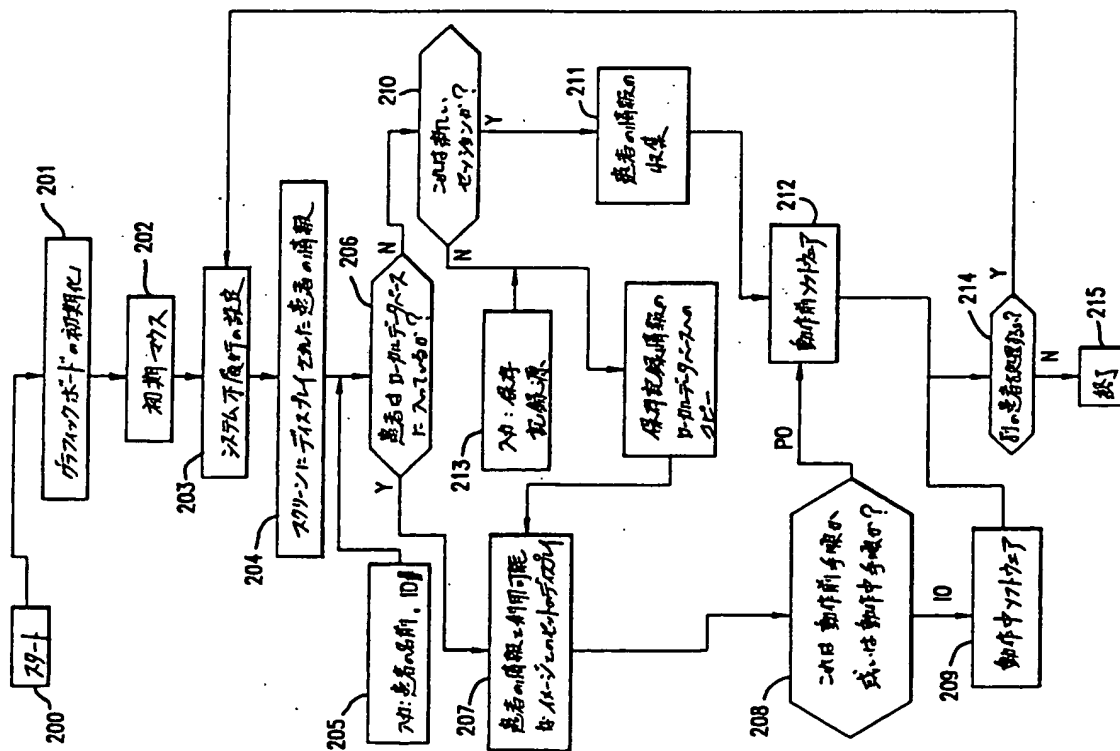 200
スタート
201
グラフィックボードの初期化
202
初期マウス
203
システム不履行の設定
204
スクリーンにディスプレイされた患者の情報
205
入力:患者の名前、ID#
206
患者はローカルデータベース
に入っているか?
Y
N
210
これは新しい
セッションか?
N
Y
211
患者の情報の
収集
213
入力:保存
記録源
保存記録情報の
ローカルデータベースへの
コピー
207
患者の情報と利用可能
なイメージとのセットのディスプレイ
208
これは動作前手順か
或いは動作中手順か?
PO
IO
212
動作前ソフトウェア
209
動作中ソフトウェア
214
別の患者を処理するか?
Y
N
215
終了